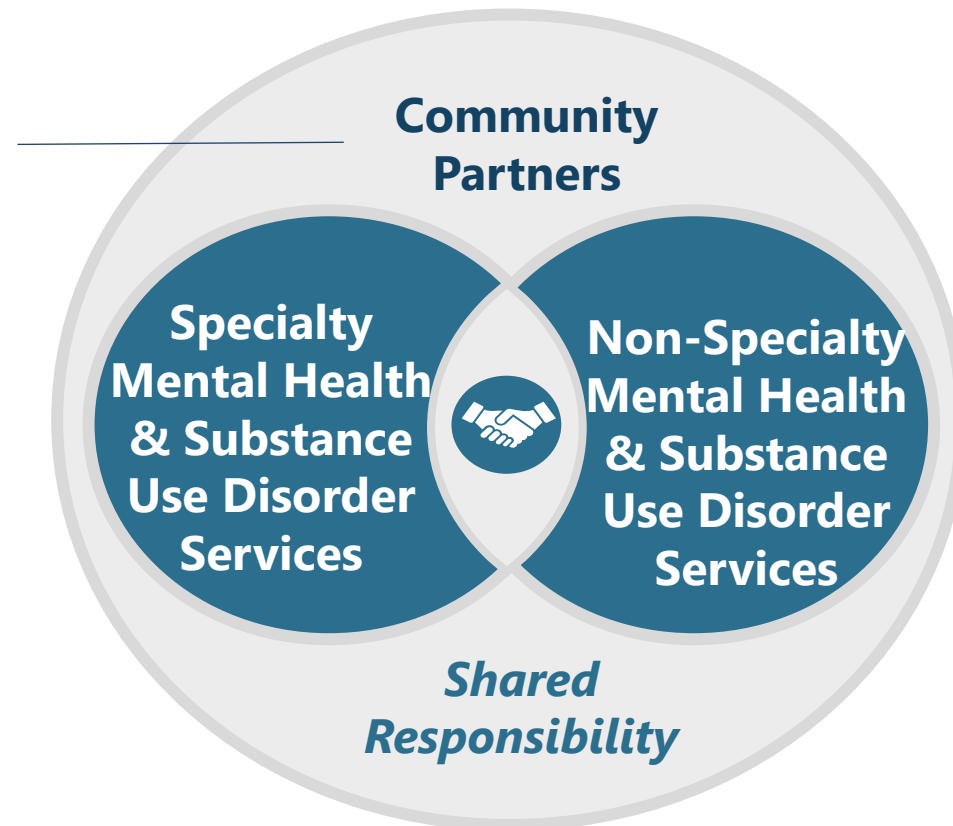 Community
Partners
Specialty
Mental Health
& Substance
Use Disorder
Services
Non-Specialty
Mental Health
& Substance
Use Disorder
Services
Shared
Responsibility